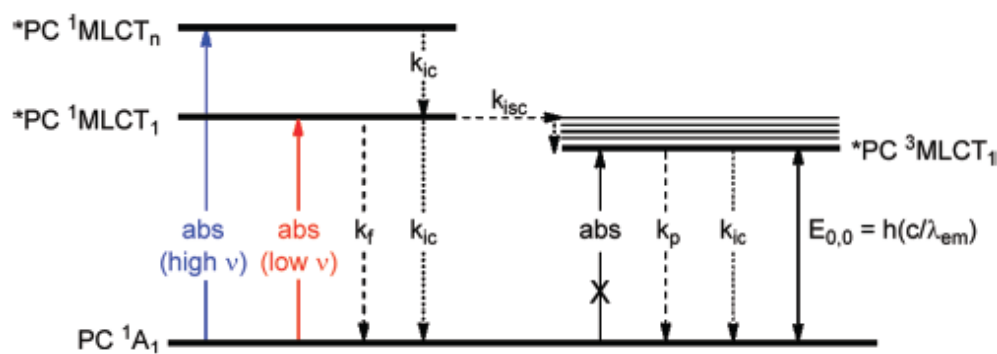 *PC ¹MLCTₙ
k_ic
*PC ¹MLCT₁
k_isc
*PC ³MLCT₁
abs
(high ν)
abs
(low ν)
k_f
k_ic
abs
k_p
k_ic
E₀,₀ = h(c/λ_em)
X
PC ¹A₁